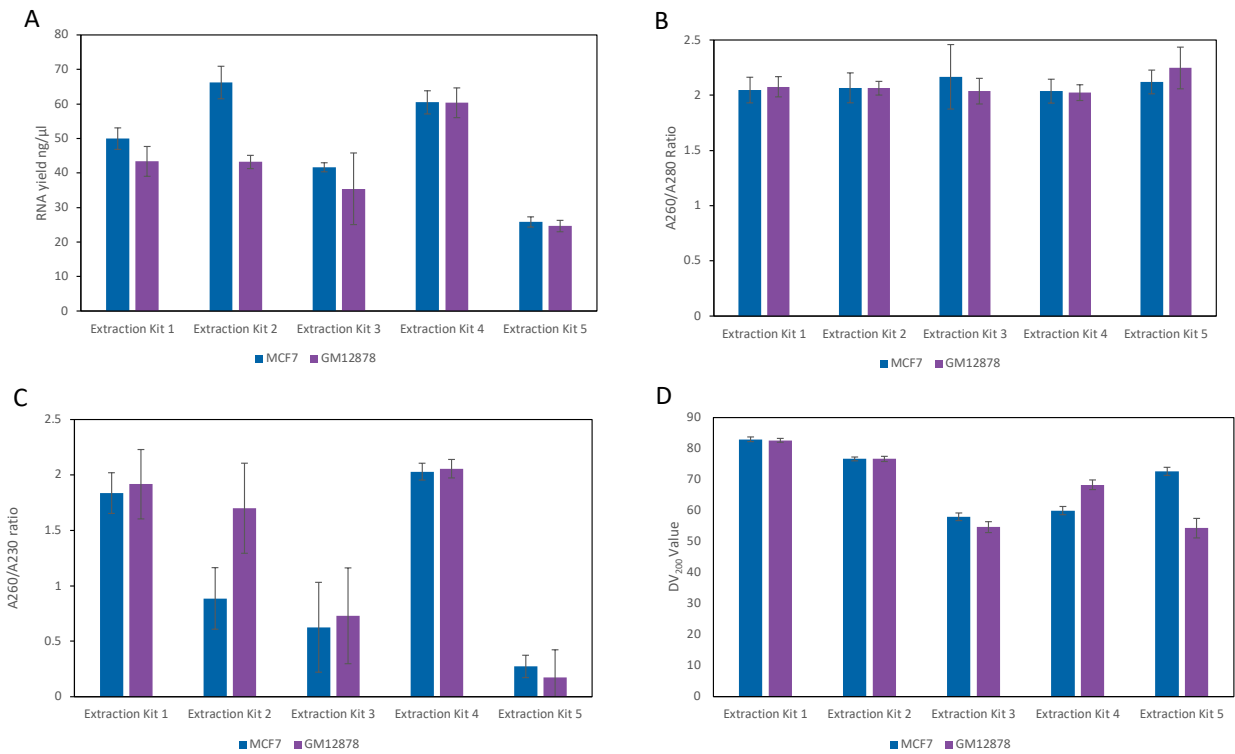 A
RNA yield ng/µl
80
70
60
50
40
30
20
10
0
Extraction Kit 1 Extraction Kit 2 Extraction Kit 3 Extraction Kit 4 Extraction Kit 5
MCF7 GM12878
B
A260/A280 Ratio
2.5
2
1.5
1
0.5
0
Extraction Kit 1 Extraction Kit 2 Extraction Kit 3 Extraction Kit 4 Extraction Kit 5
MCF7 GM12878
C
A260/A230 ratio
2.5
2
1.5
1
0.5
0
Extraction Kit 1 Extraction Kit 2 Extraction Kit 3 Extraction Kit 4 Extraction Kit 5
MCF7 GM12878
D
DV200 Value
90
80
70
60
50
40
30
20
10
0
Extraction Kit 1 Extraction Kit 2 Extraction Kit 3 Extraction Kit 4 Extraction Kit 5
MCF7 GM12878